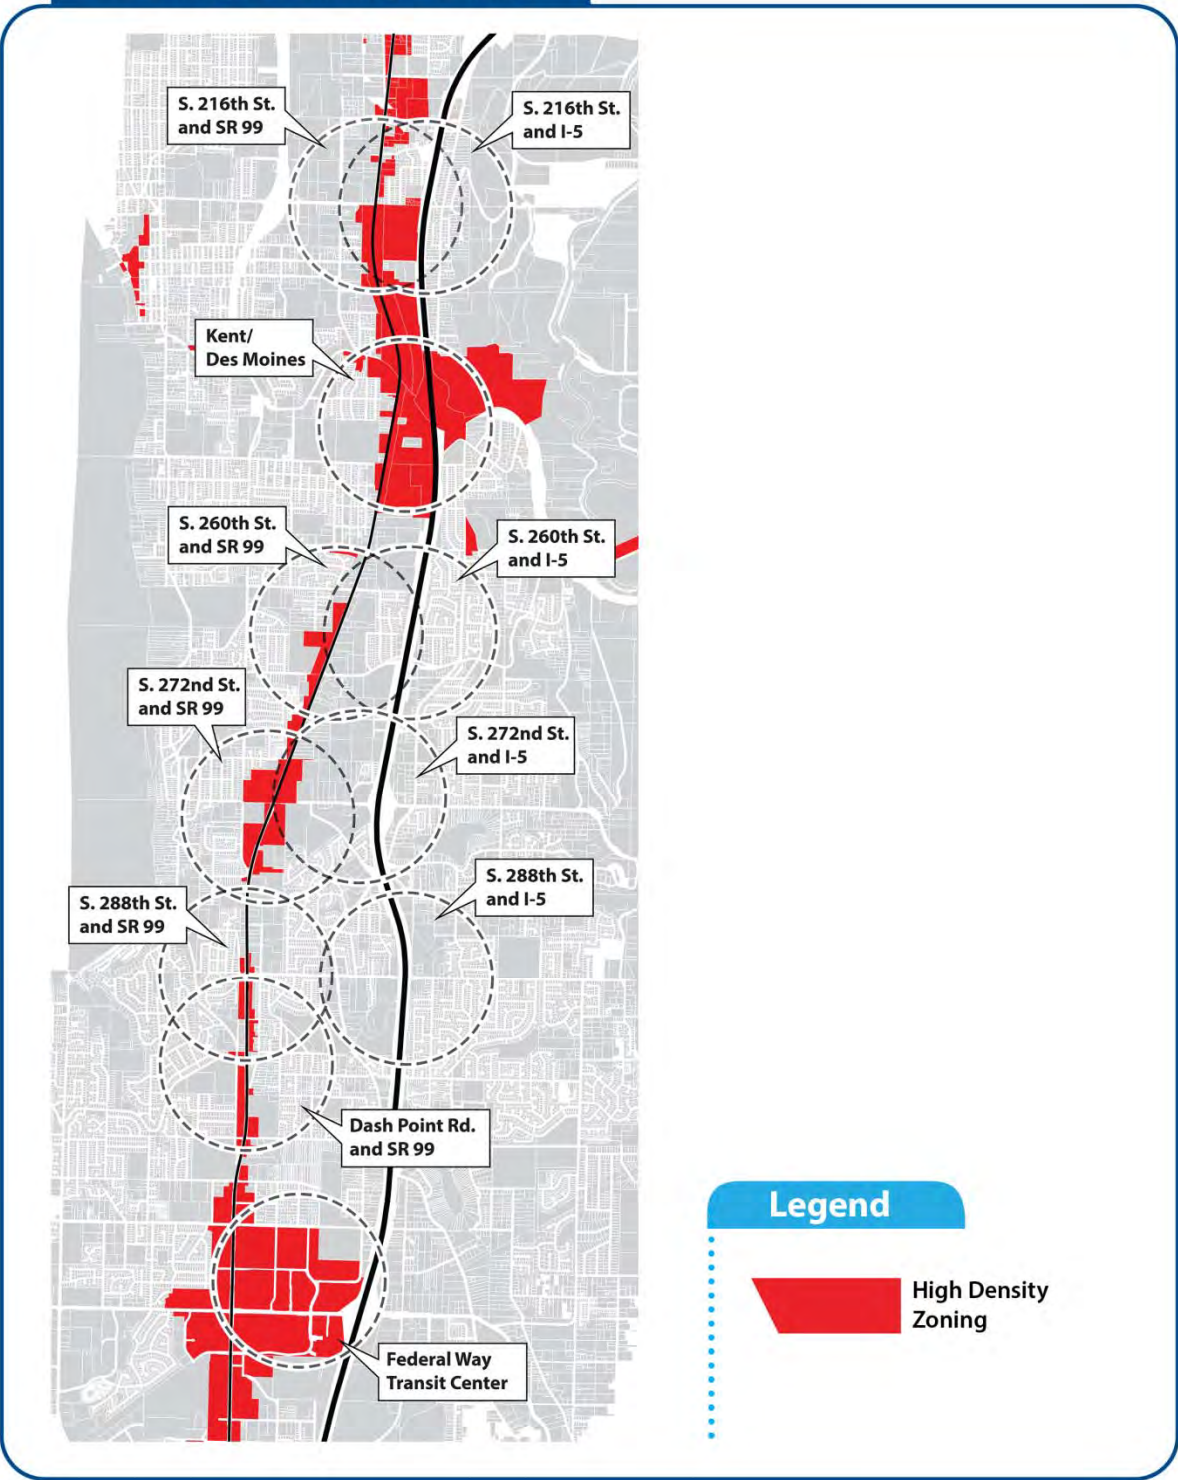 S. 216th St.
and SR 99
S. 216th St.
and I-5
Kent/
Des Moines
S. 260th St.
and SR 99
S. 260th St.
and I-5
S. 272nd St.
and SR 99
S. 272nd St.
and I-5
S. 288th St.
and I-5
S. 288th St.
and SR 99
Dash Point Rd.
and SR 99
Legend
High Density
Zoning
Federal Way
Transit Center